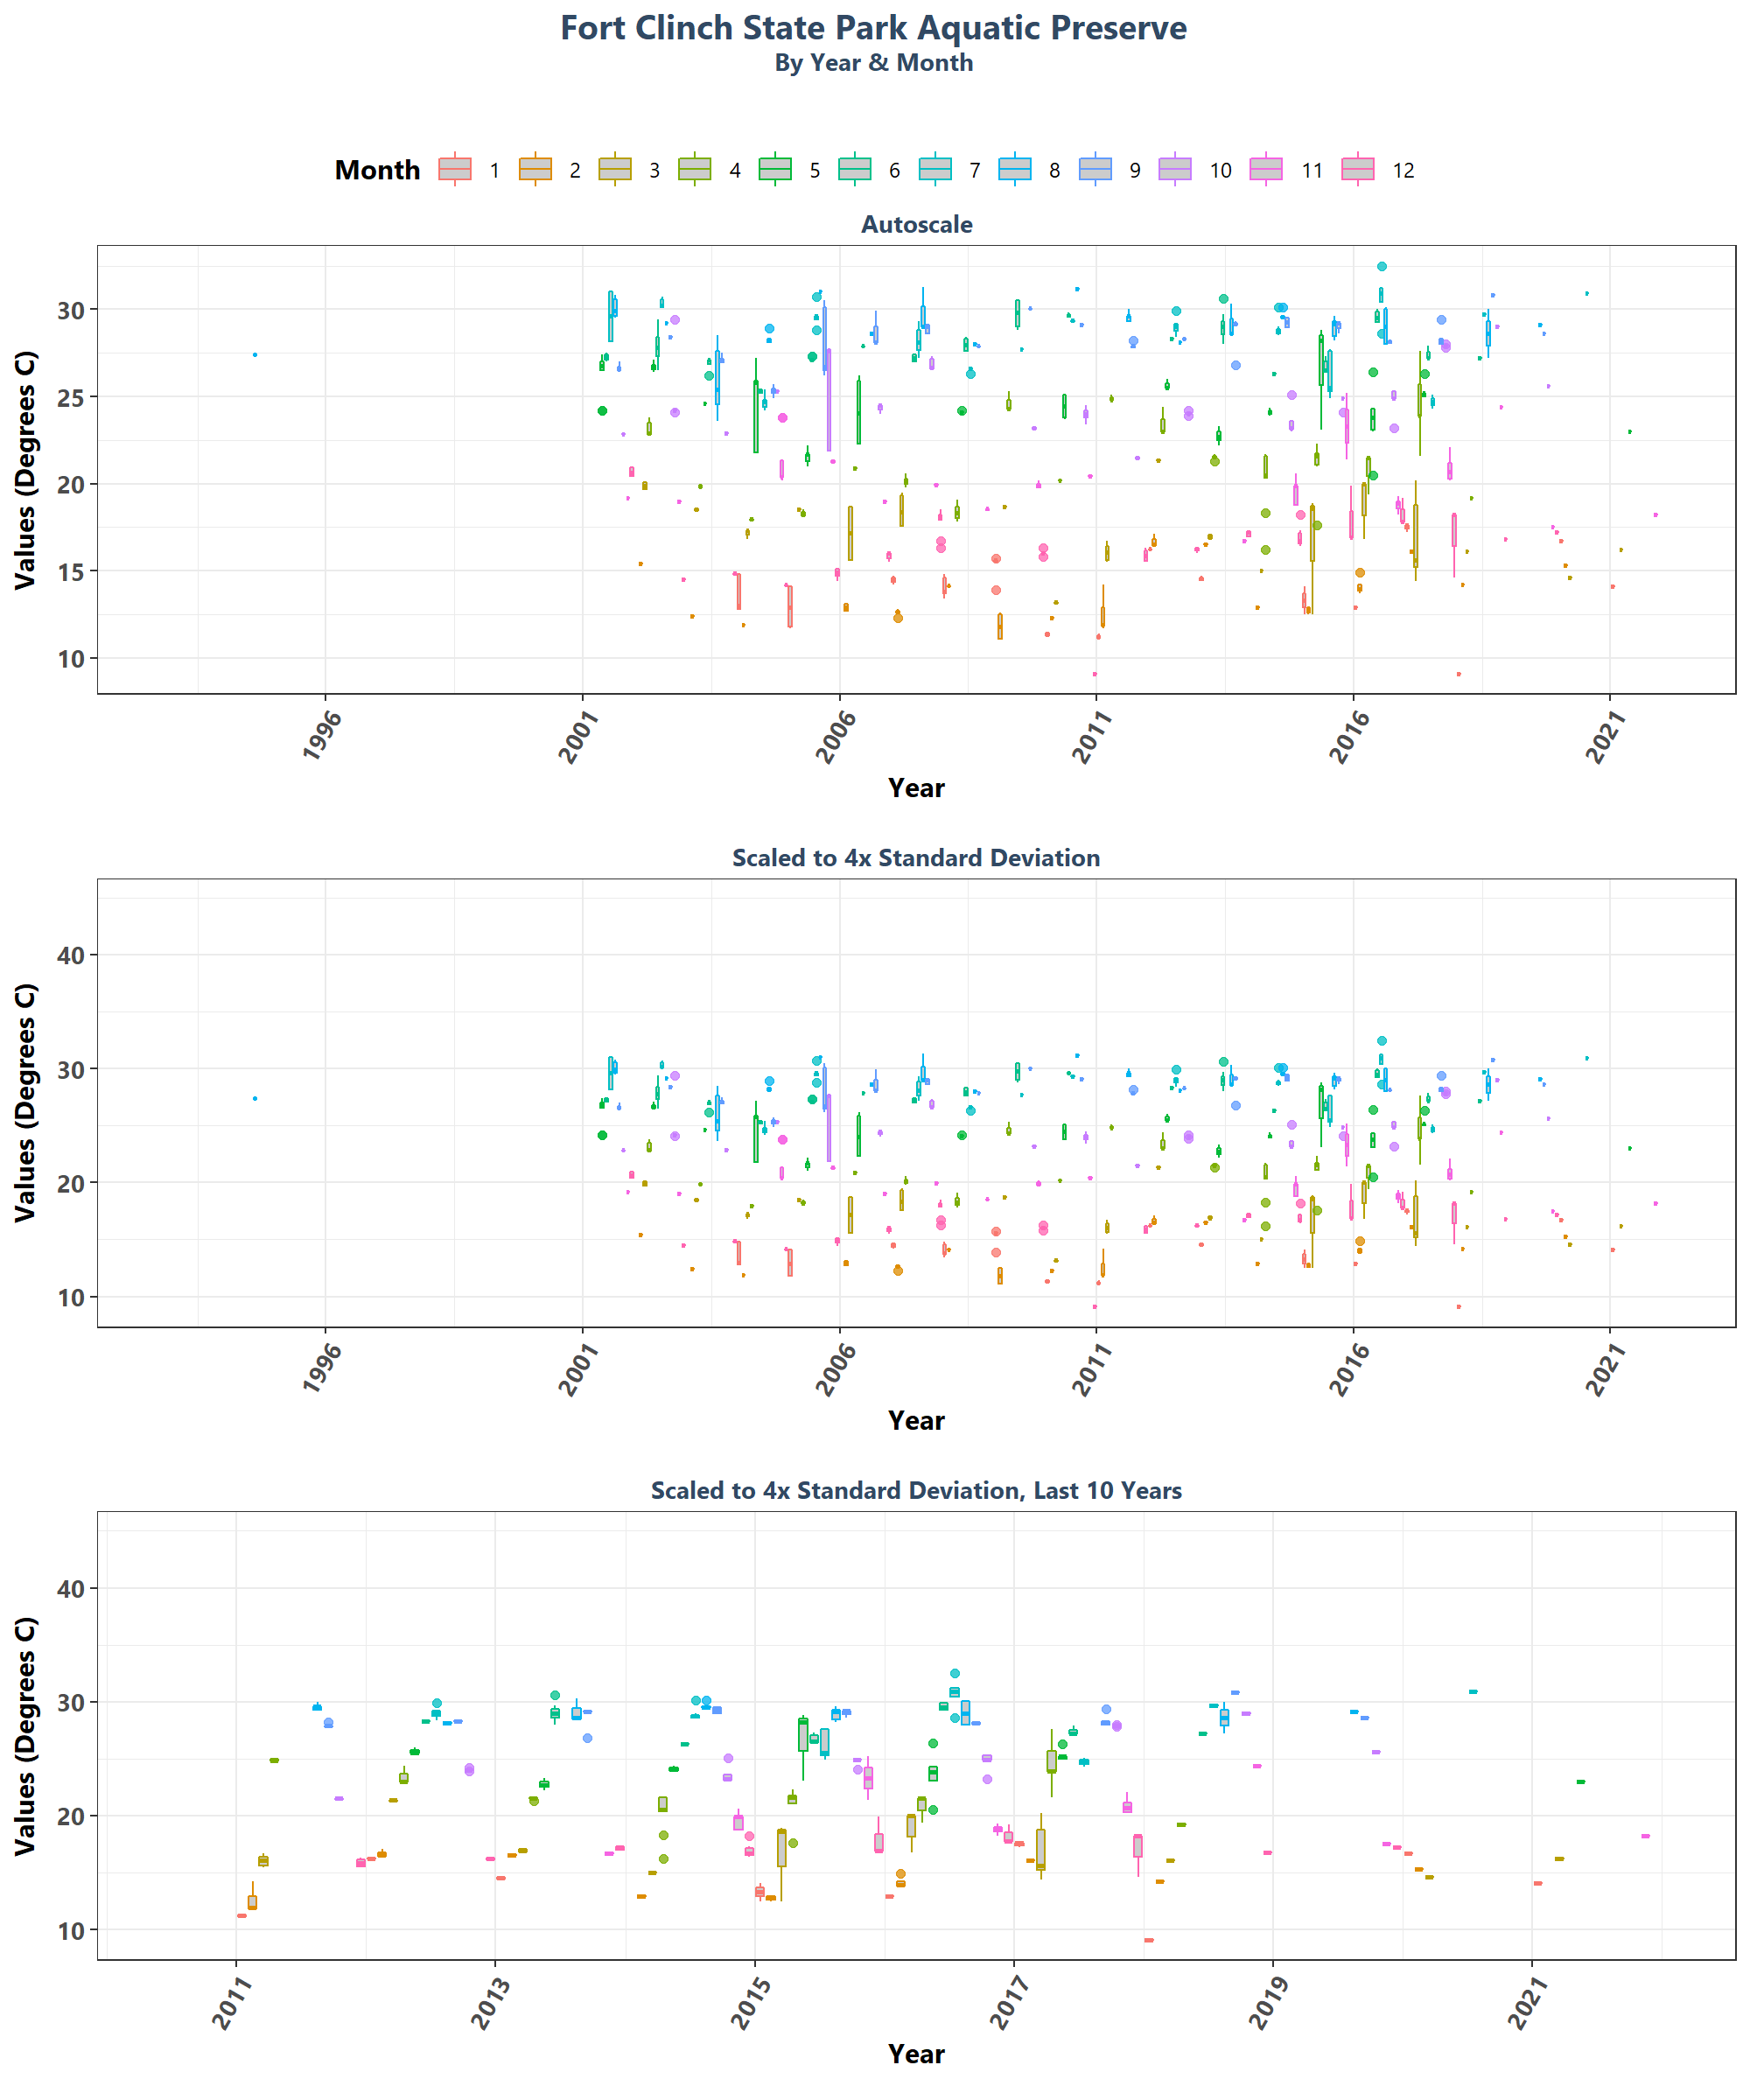 Fort Clinch State Park Aquatic Preserve
By Year & Month
Month 1 2 3 4 5 6 7 8 9 10 11 12
Autoscale
Values (Degrees C)
30
25
20
15
10
1996 2001 2006 2011 2016 2021
Year
Scaled to 4x Standard Deviation
Values (Degrees C)
40
30
20
10
1996 2001 2006 2011 2016 2021
Year
Scaled to 4x Standard Deviation, Last 10 Years
Values (Degrees C)
40
30
20
10
2011 2013 2015 2017 2019 2021
Year